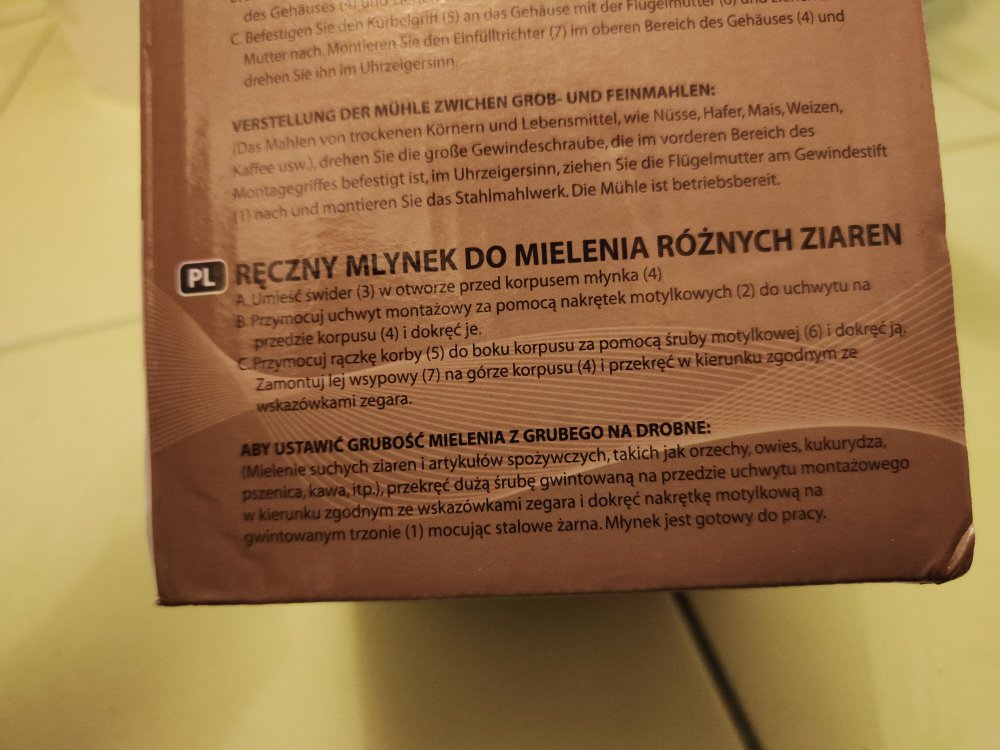 des Gehäuses (4) und
C. Befestigen Sie den Kurbelgriff (5) an das Gehäuse mit der Flügelmutter (6) und
Mutter nach. Montieren Sie den Einfülltrichter (7) im oberen Bereich des Gehäuses (4) und
drehen Sie ihn im Uhrzeigersinn.
VERSTELLUNG DER MÜHLE ZWICHEN GROB- UND FEINMAHLEN:
(Das Mahlen von trockenen Körnern und Lebensmittel, wie Nüsse, Hafer, Mais, Weizen,
Kaffee usw.), drehen Sie die große Gewindeschraube, die im vorderen Bereich des
Montagegriffes befestigt ist, im Uhrzeigersinn, ziehen Sie die Flügelmutter am Gewindestift
(1) nach und montieren Sie das Stahlmahlwerk. Die Mühle ist betriebsbereit.
PL RĘCZNY MLYNEK DO MIELENIA RÓŻNYCH ZIAREN
A. Umieść świder (3) w otworze przed korpusem młynka (4)
B. Przymocuj uchwyt montażowy za pomocą nakrętek motylkowych (2) do uchwytu na
przedzie korpusu (4) i dokręć je.
C. Przymocuj rączkę korby (5) do boku korpusu za pomocą śruby motylkowej (6) i dokręć ją.
Zamontuj lej wsypowy (7) na górze korpusu (4) i przekręć w kierunku zgodnym ze
wskazówkami zegara.
ABY USTAWIĆ GRUBOŚĆ MIELENIA Z GRUBEGO NA DROBNE:
(Mielenie suchych ziaren i artykułów spożywczych, takich jak orzechy, owies, kukurydza,
pszenica, kawa, itp.), przekręć dużą śrubę gwintowaną na przedzie uchwytu montażowego
w kierunku zgodnym ze wskazówkami zegara i dokręć nakrętkę motylkową na
gwintowanym trzonie (1) mocując stalowe żarna. Młynek jest gotowy do pracy.